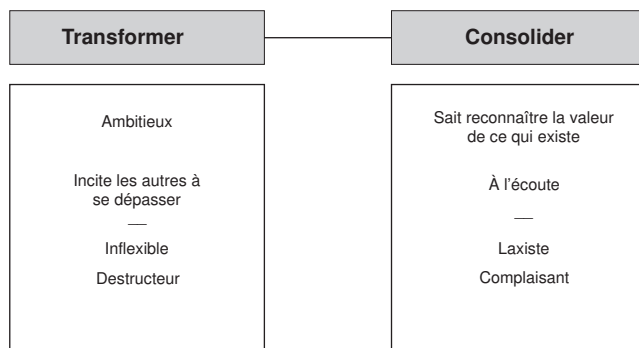 Transformer
Consolider
Ambitieux
Incite les autres à
se dépasser
—
Inflexible
Destructeur
Sait reconnaître la valeur
de ce qui existe
À l'écoute
—
Laxiste
Complaisant